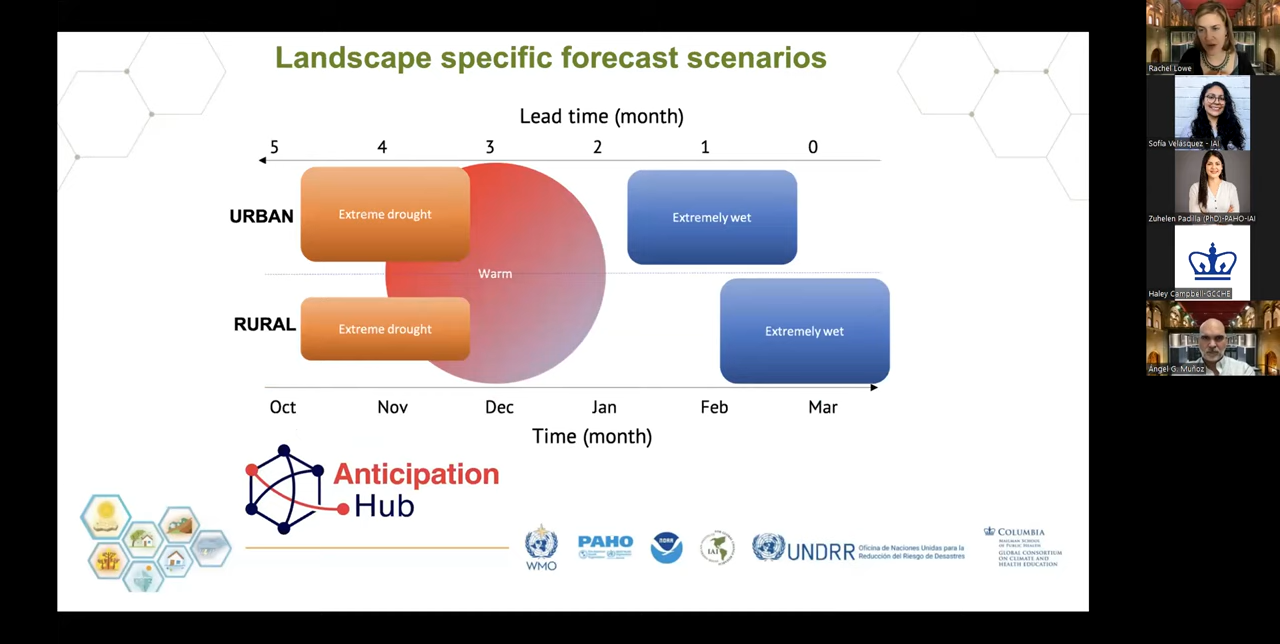 Landscape specific forecast scenarios
Lead time (month)
5 4 3 2 1 0
URBAN
Extreme drought
Extremely wet
Warm
RURAL
Extreme drought
Extremely wet
Oct Nov Dec Jan Feb Mar
Time (month)
Anticipation
Hub
WMO
PAHO
NOAA
IAI
UNDRR
Oficina de Naciones Unidas para la
Reducción del Riesgo de Desastres
COLUMBIA
MAILMAN SCHOOL
OF PUBLIC HEALTH
GLOBAL CONSORTIUM
ON CLIMATE AND
HEALTH EDUCATION
Rachel Lowe
Sofía Velásquez - IAI
Zuhelen Padilla (PhD)-PAHO-IAI
Haley Campbell-GCCHE
Ángel G. Muñoz